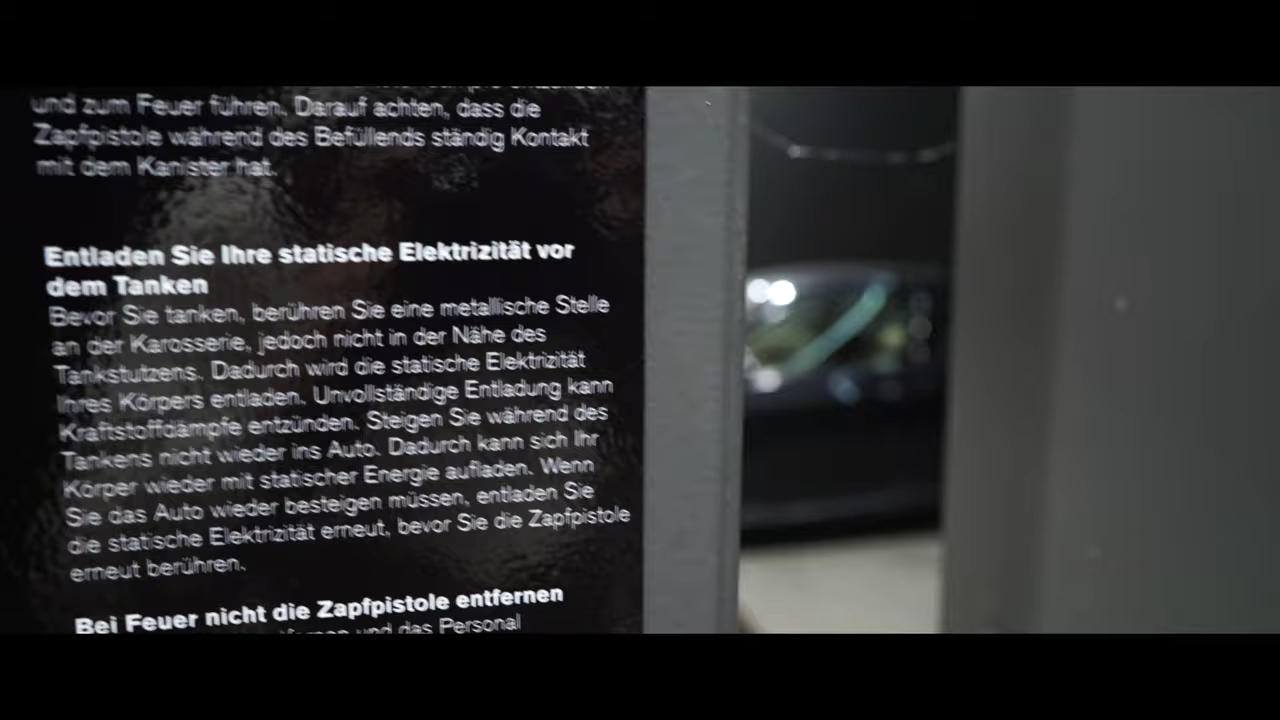 und zum Feuer führen. Darauf achten, dass die
Zapfpistole während des Befüllends ständig Kontakt
mit dem Kanister hat.
Entladen Sie Ihre statische Elektrizität vor
dem Tanken
Bevor Sie tanken, berühren Sie eine metallische Stelle
an der Karosserie, jedoch nicht in der Nähe des
Tankstutzens. Dadurch wird die statische Elektrizität
Ihres Körpers entladen. Unvollständige Entladung kann
Kraftstoffdämpfe entzünden. Steigen Sie während des
Tankens nicht wieder ins Auto. Dadurch kann sich Ihr
Körper wieder mit statischer Energie aufladen. Wenn
Sie das Auto wieder besteigen müssen, entladen Sie
die statische Elektrizität erneut, bevor Sie die Zapfpistole
erneut berühren.
Bei Feuer nicht die Zapfpistole entfernen
und das Personal